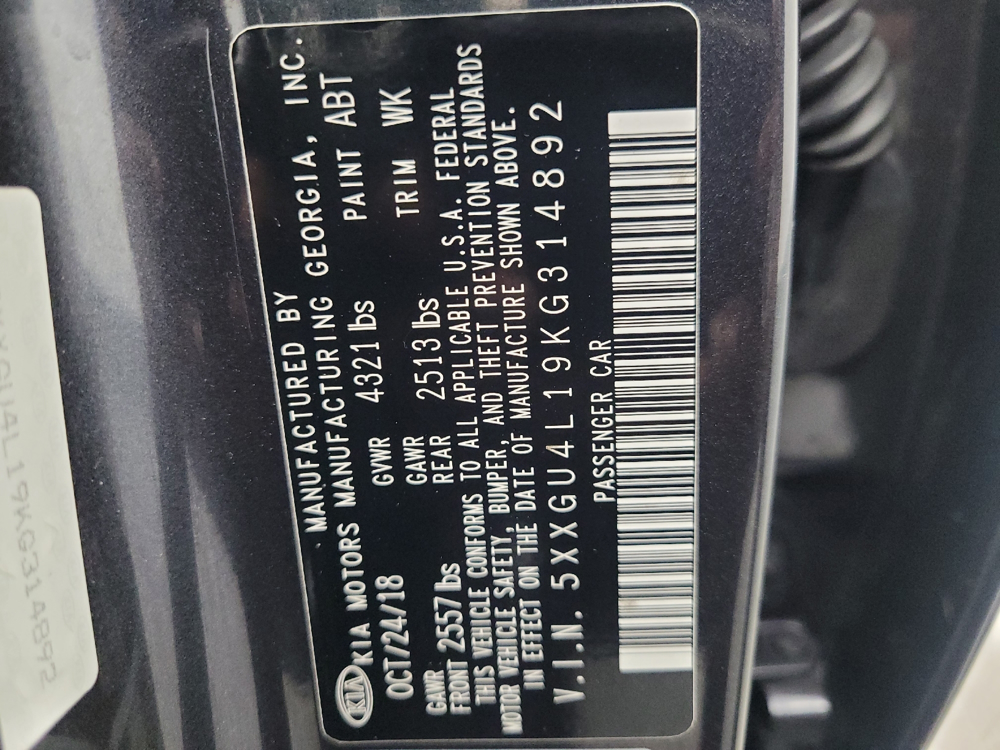 MANUFACTURED BY
KIA KIA MOTORS MANUFACTURING GEORGIA, INC.
OCT/24/18 GVWR 4321 lbs PAINT ABT
GAWR FRONT 2557 lbs GAWR REAR 2513 lbs TRIM WK
THIS VEHICLE CONFORMS TO ALL APPLICABLE U.S.A. FEDERAL
MOTOR VEHICLE SAFETY, BUMPER, AND THEFT PREVENTION STANDARDS
IN EFFECT ON THE DATE OF MANUFACTURE SHOWN ABOVE.
V.I.N. 5XXGU4L19KG314892
PASSENGER CAR
4L19KG314892